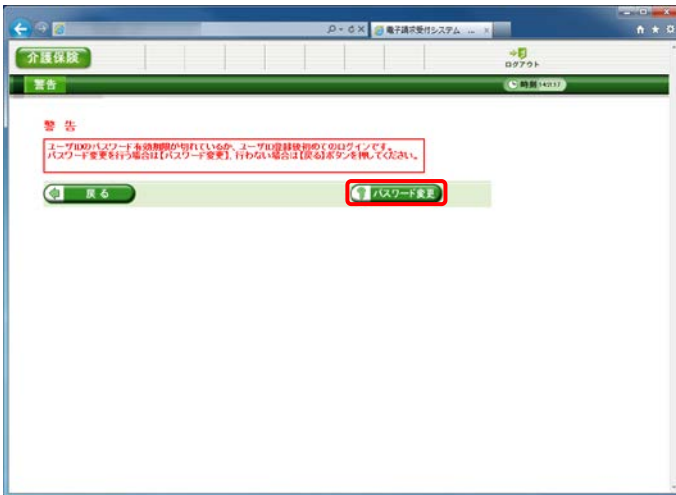 電子請求受付システム ...
介護保険
ログアウト
警告
時刻
警 告
ユーザIDのパスワード有効期限が切れているか、ユーザID登録後初めてのログインです。
パスワード変更を行う場合は【パスワード変更】、行わない場合は【戻る】ボタンを押してください。
戻る
パスワード変更